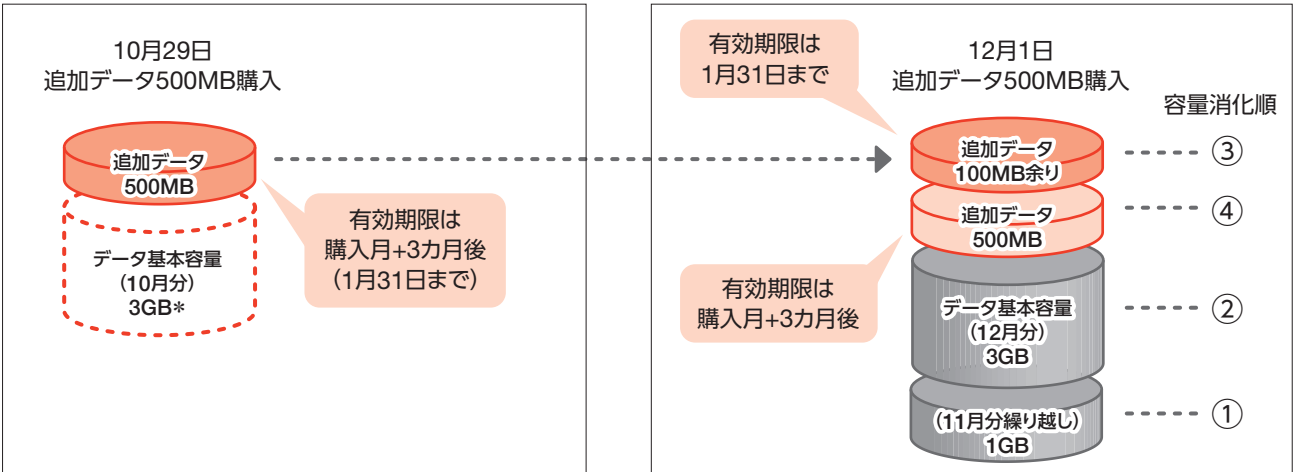 10月29日
追加データ500MB購入
追加データ
500MB
データ基本容量
(10月分)
3GB*
有効期限は
購入月+3カ月後
(1月31日まで)
有効期限は
1月31日まで
12月1日
追加データ500MB購入
容量消化順
追加データ
100MB余り
③
追加データ
500MB
④
有効期限は
購入月+3カ月後
データ基本容量
(12月分)
3GB
②
(11月分繰り越し)
1GB
①